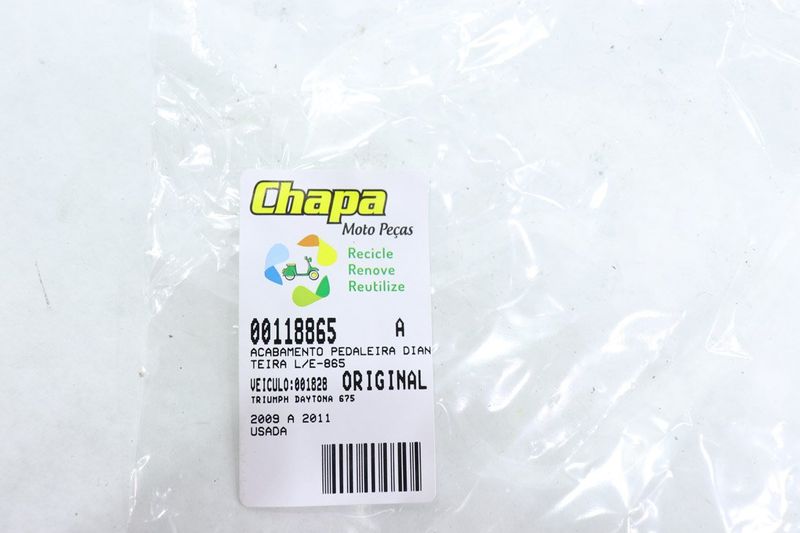 Chapa
Moto Peças
Recicle
Renove
Reutilize
00118865 A
ACABAMENTO PEDALEIRA DIAN
TEIRA L/E-865
VEICULO:001828 ORIGINAL
TRIUMPH DAYTONA 675
2009 A 2011
USADA